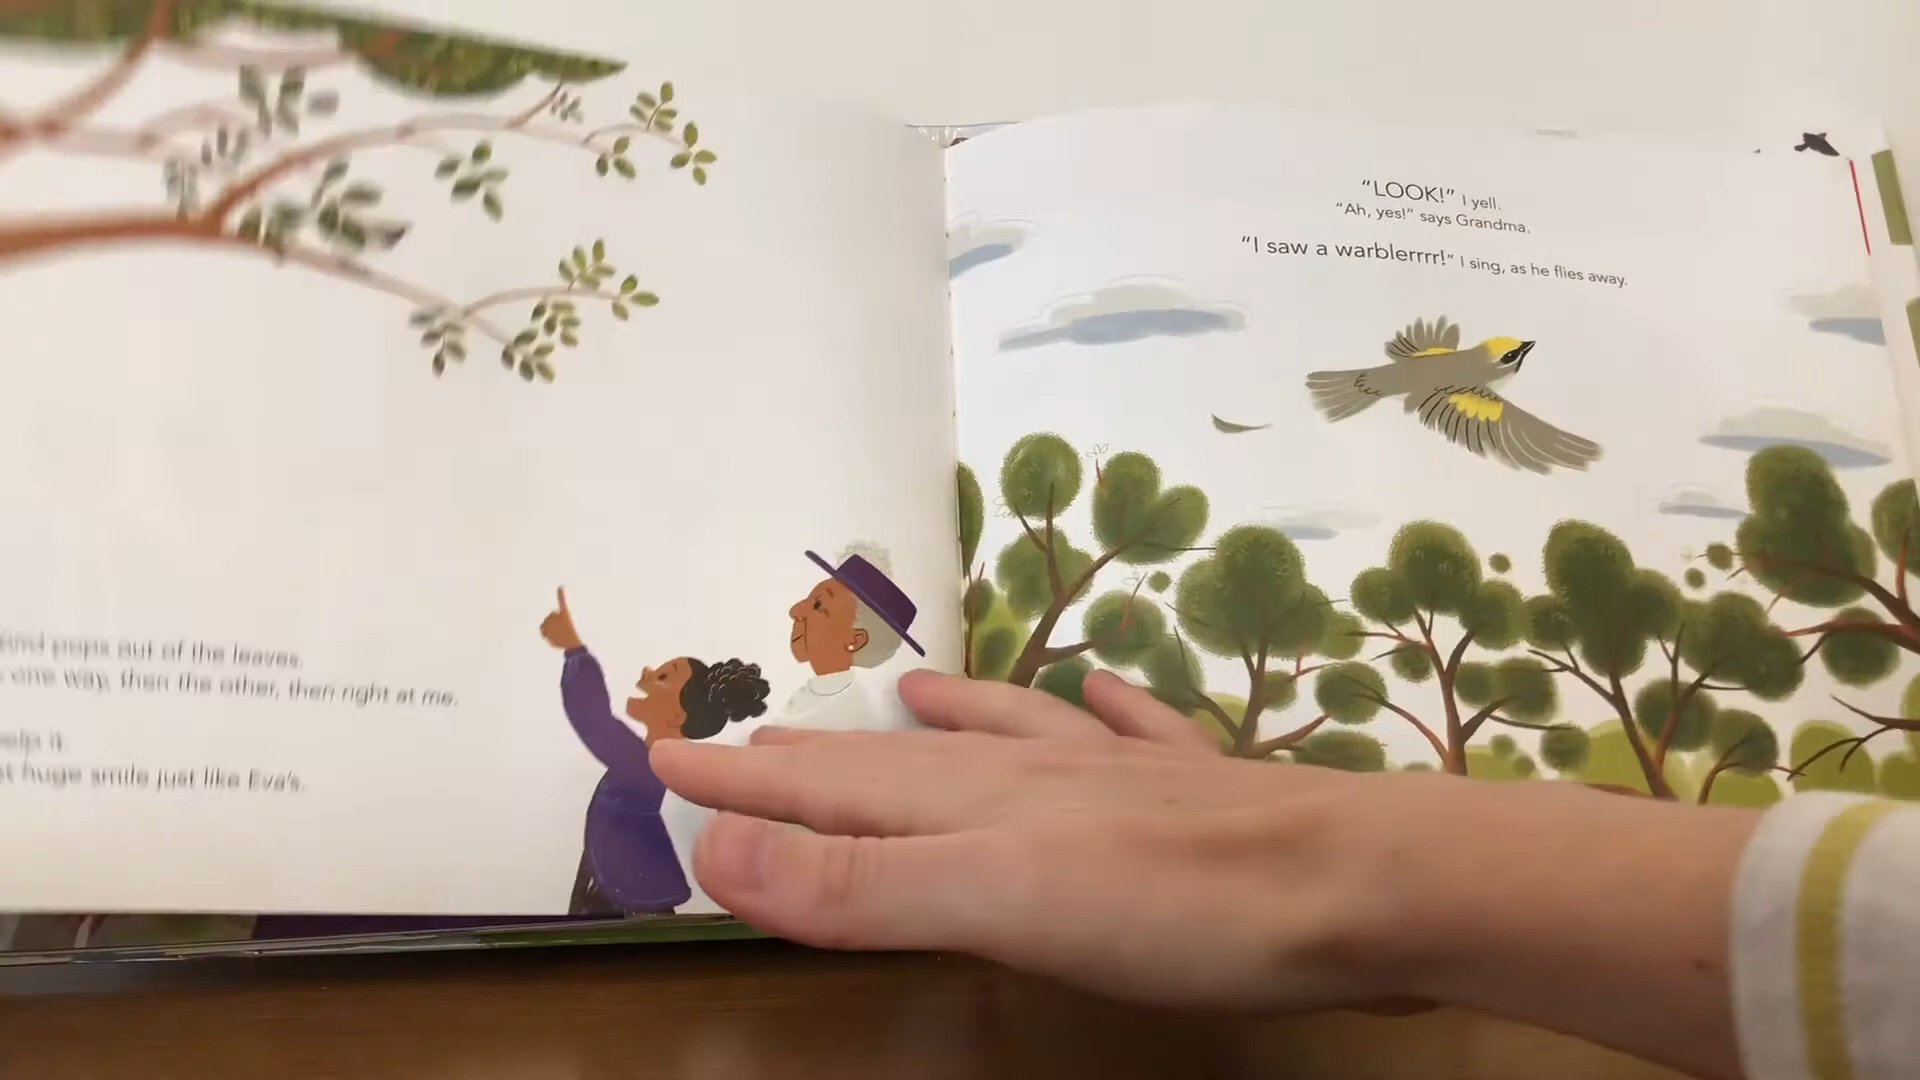 pops out of the leaves.
one way, then the other, then right at me.
it.
huge smile just like Eva's.
“LOOK!” I yell.
“Ah, yes!” says Grandma.
“I saw a warblerrrr!” I sing, as he flies away.